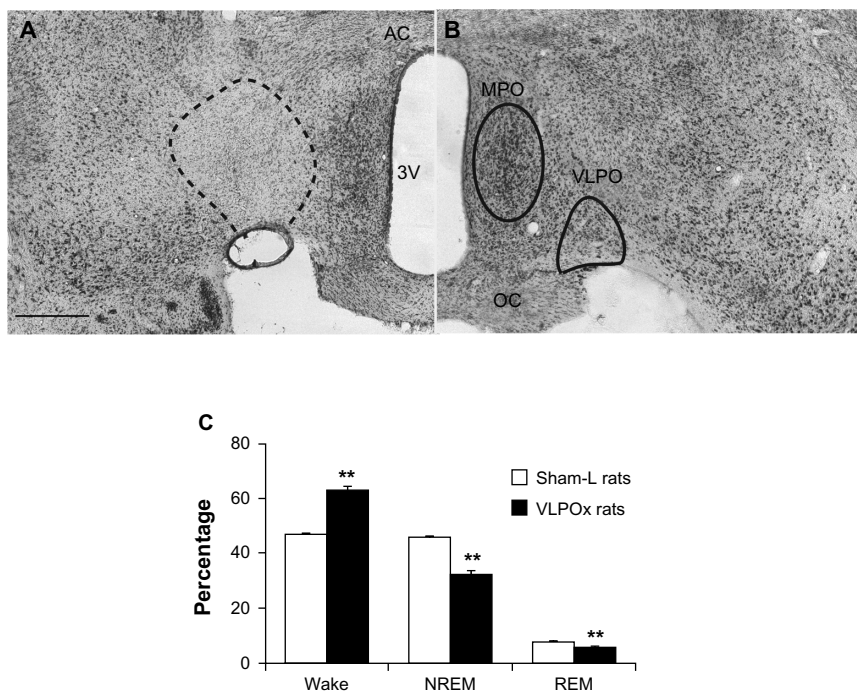 A
AC
B
MPO
3V
VLPO
OC
C
80
60
40
20
0
Percentage
**
**
**
Sham-L rats
VLPOx rats
Wake
NREM
REM